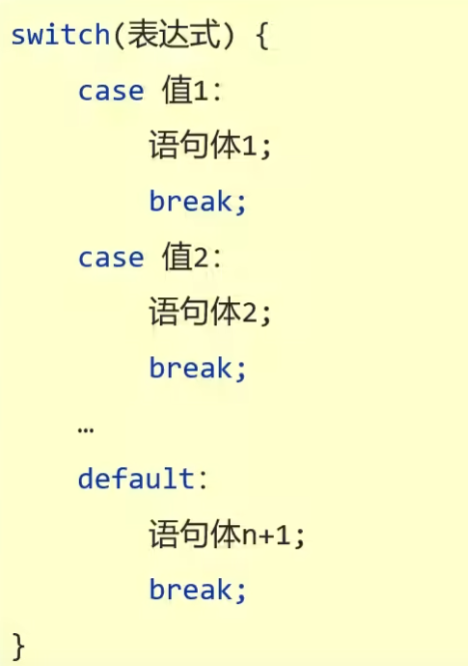 switch(表达式) {
case 值1:
语句体1;
break;
case 值2:
语句体2;
break;
…
default:
语句体n+1;
break;
}